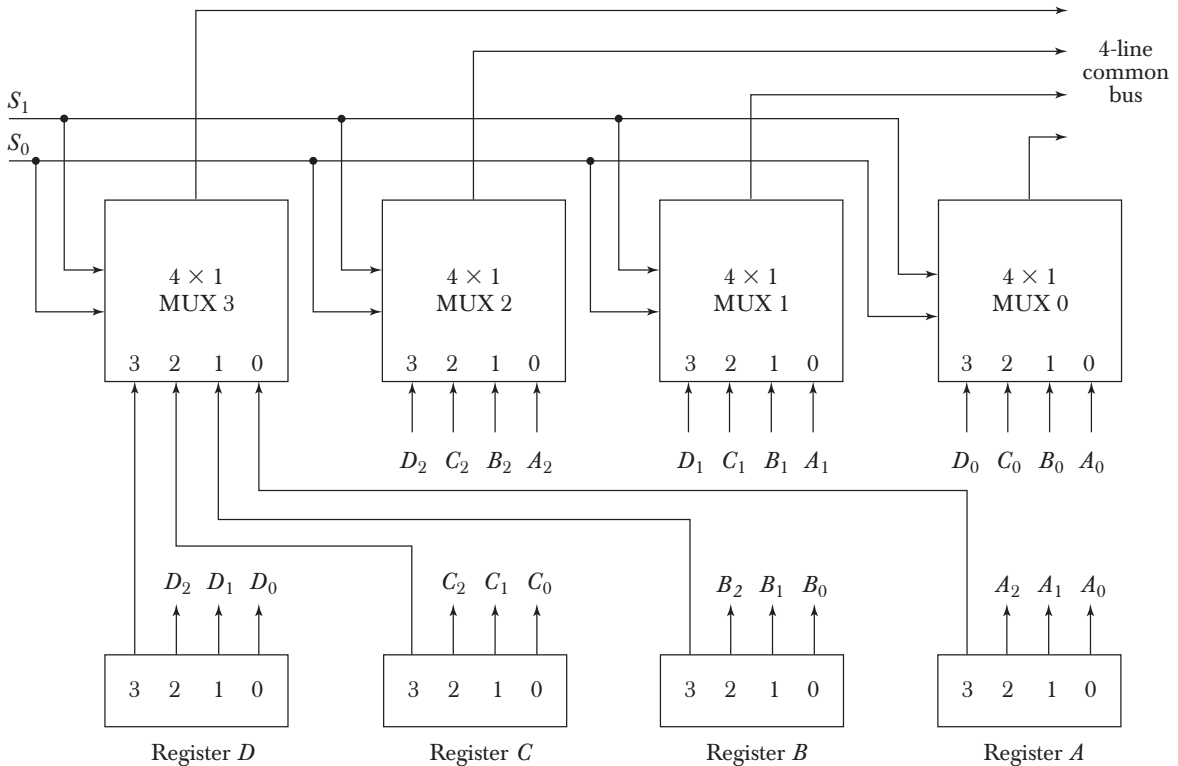 4-line
common
bus
S₁
S₀
4 × 1
MUX 3
4 × 1
MUX 2
4 × 1
MUX 1
4 × 1
MUX 0
3 2 1 0
3 2 1 0
3 2 1 0
3 2 1 0
D₂ C₂ B₂ A₂
D₁ C₁ B₁ A₁
D₀ C₀ B₀ A₀
D₂ D₁ D₀
C₂ C₁ C₀
B₂ B₁ B₀
A₂ A₁ A₀
3 2 1 0
3 2 1 0
3 2 1 0
3 2 1 0
Register D
Register C
Register B
Register A